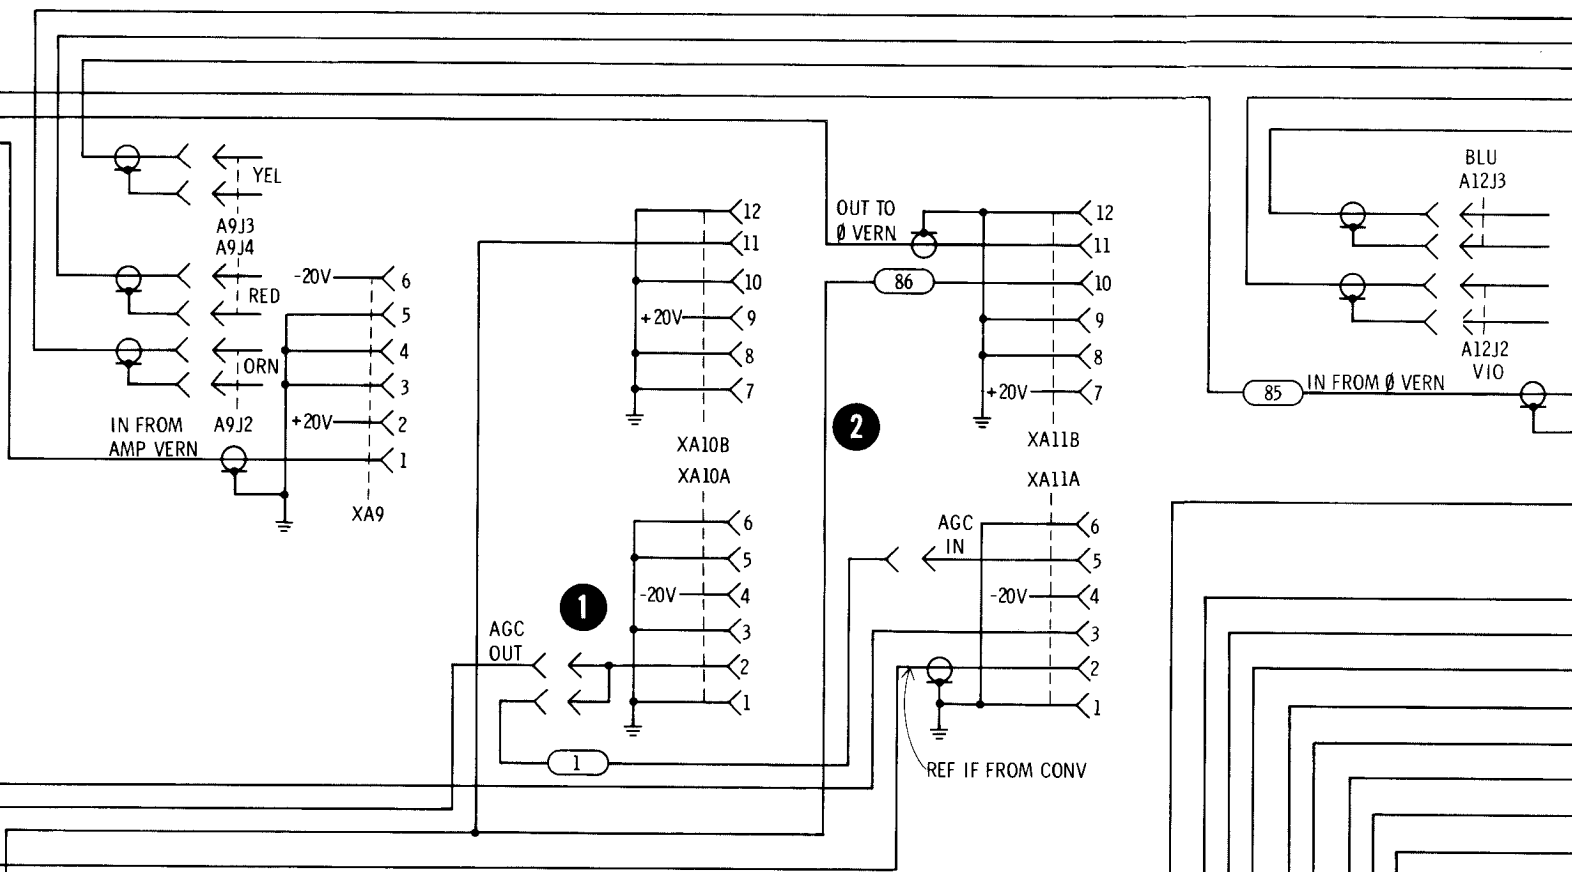 YEL
A9J3
A9J4
RED
ORN
A9J2
IN FROM
AMP VERN
-20V
6
5
4
3
+20V
2
1
XA9
12
11
10
+20V
9
8
7
XA10B
XA10A
6
5
-20V
4
3
2
1
1
AGC
OUT
1
OUT TO
Ø VERN
86
12
11
10
9
8
+20V
7
2
XA11B
XA11A
AGC
IN
6
5
-20V
4
3
2
1
REF IF FROM CONV
BLU
A12J3
A12J2
VIO
85
IN FROM Ø VERN